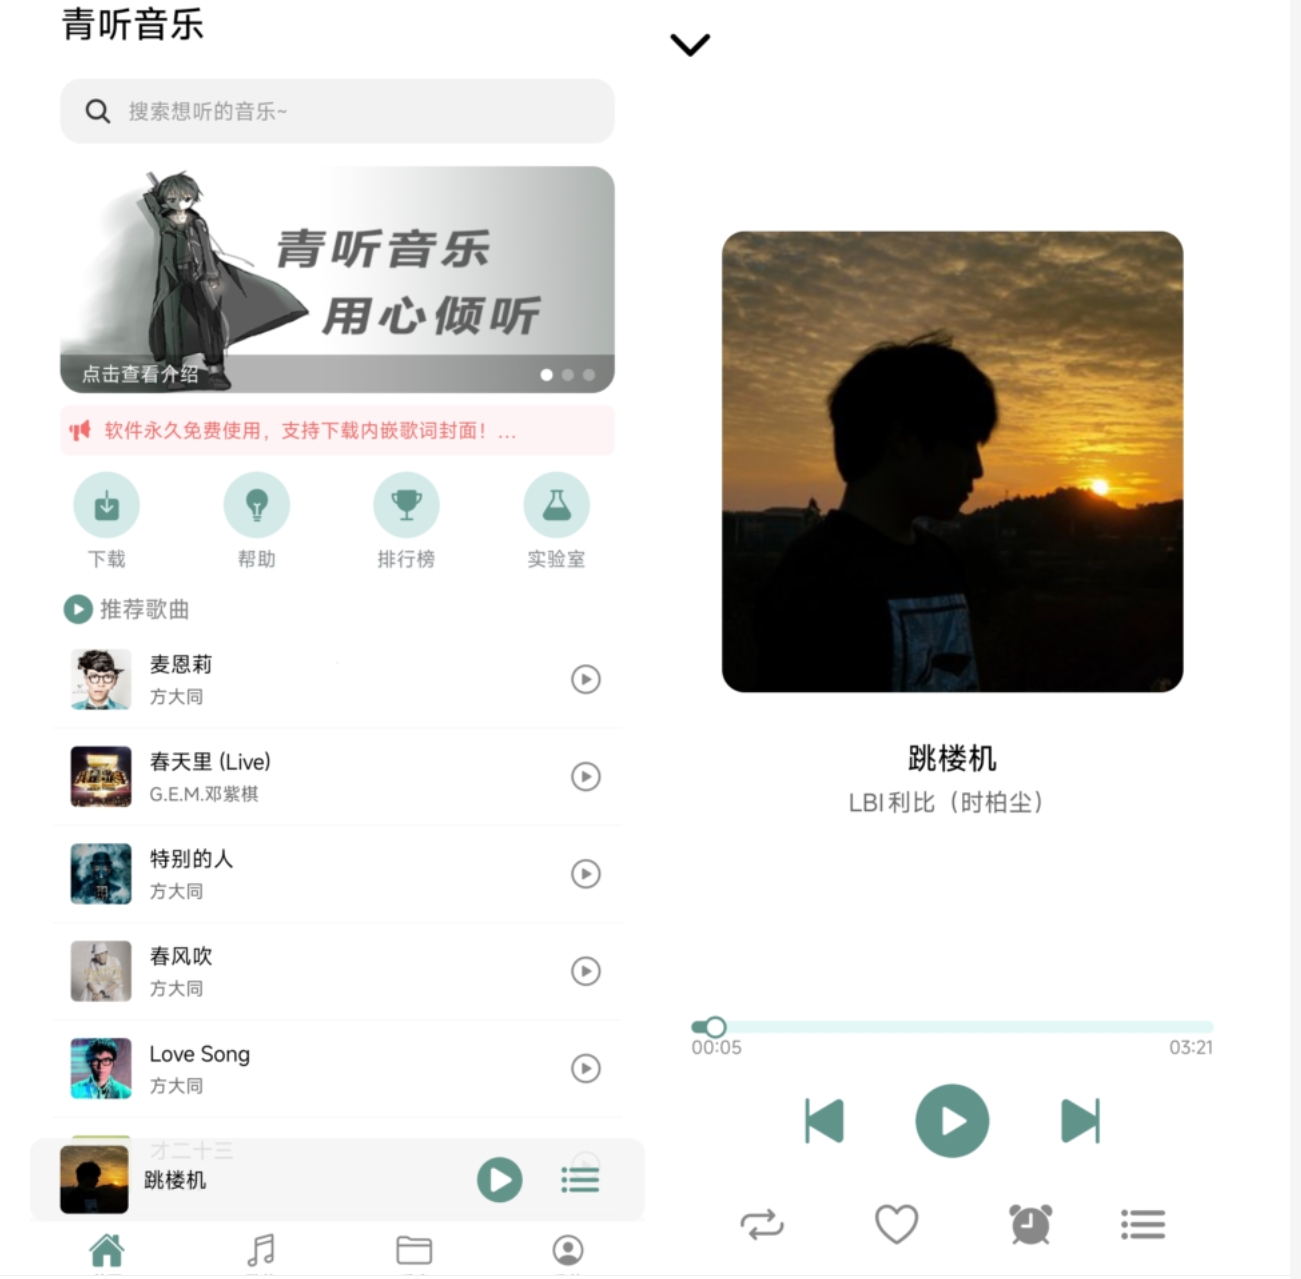 青听音乐
搜索想听的音乐~
青听音乐
用心倾听
点击查看介绍
软件永久免费使用，支持下载内嵌歌词封面！...
下载
帮助
排行榜
实验室
推荐歌曲
麦恩莉
方大同
春天里 (Live)
G.E.M.邓紫棋
特别的人
方大同
春风吹
方大同
Love Song
方大同
才二十三
跳楼机
跳楼机
LBI利比（时柏尘）
00:05
03:21